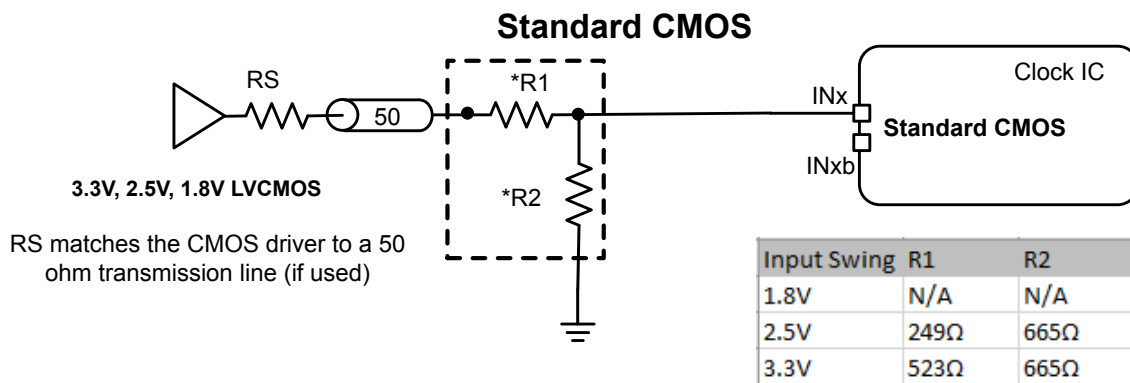 Standard CMOS
RS
50
*R1
*R2
INx
INxb
Clock IC
Standard CMOS
3.3V, 2.5V, 1.8V LVCMOS
RS matches the CMOS driver to a 50
ohm transmission line (if used)
Input Swing R1 R2
1.8V N/A N/A
2.5V 249Ω 665Ω
3.3V 523Ω 665Ω